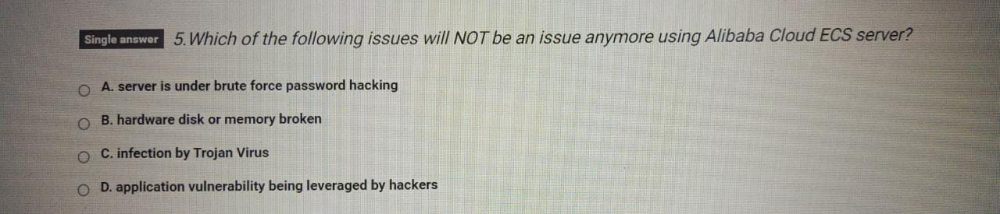 Single answer 5.Which of the following issues will NOT be an issue anymore using Alibaba Cloud ECS server?
A. server is under brute force password hacking
B. hardware disk or memory broken
C. infection by Trojan Virus
D. application vulnerability being leveraged by hackers